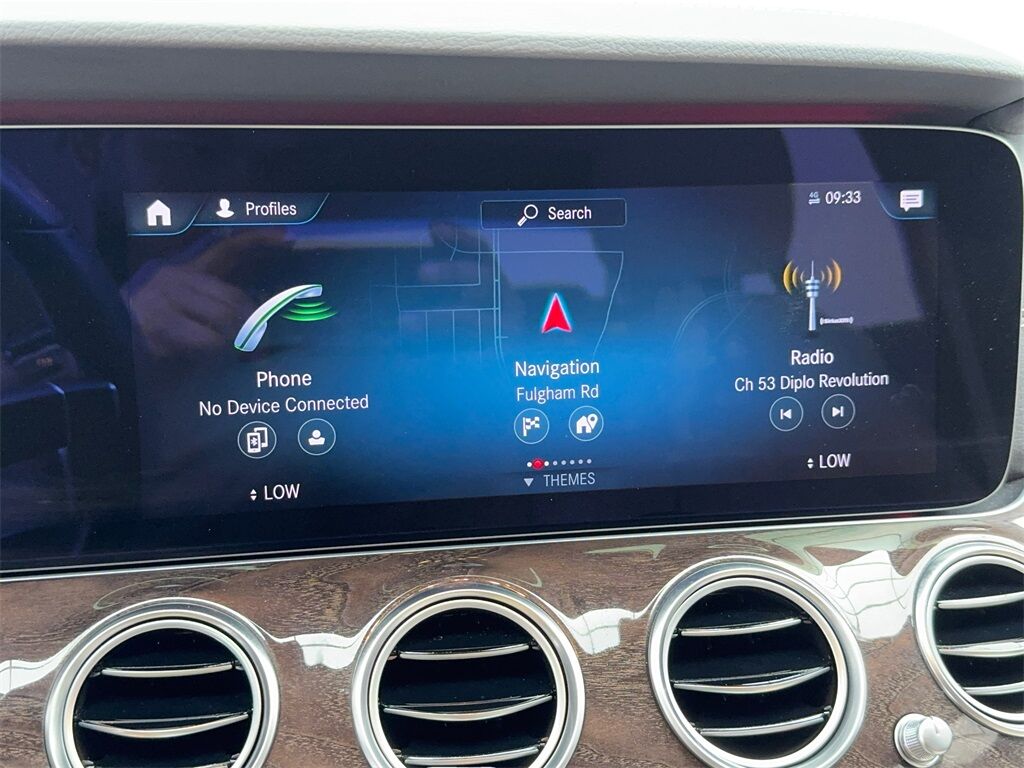 Profiles
Search
4G
09:33
Phone
No Device Connected
Navigation
Fulgham Rd
((SiriusXM))
Radio
Ch 53 Diplo Revolution
LOW
THEMES
LOW